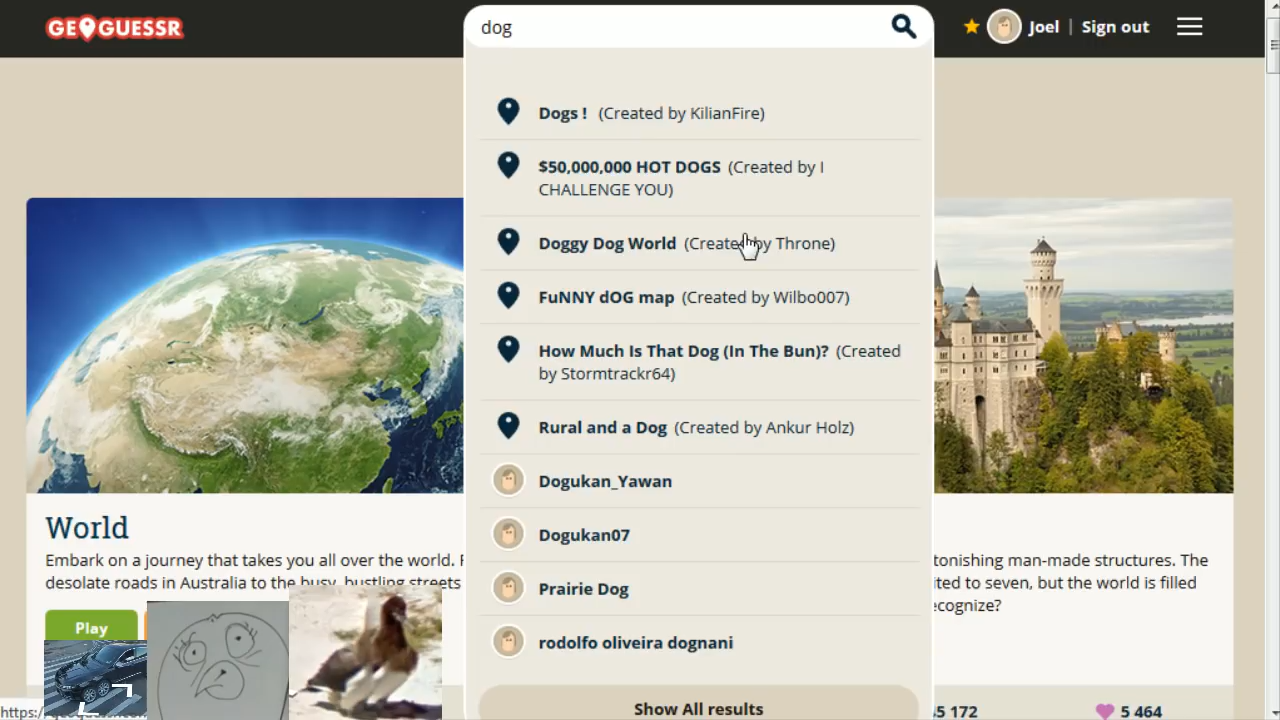 GEOGUESSR
dog
Joel | Sign out
Dogs ! (Created by KilianFire)
$50,000,000 HOT DOGS (Created by I
CHALLENGE YOU)
Doggy Dog World (Created by Throne)
FuNNY dOG map (Created by Wilbo007)
How Much Is That Dog (In The Bun)? (Created
by Stormtrackr64)
Rural and a Dog (Created by Ankur Holz)
Dogukan_Yawan
Dogukan07
Prairie Dog
rodolfo oliveira dognani
Show All results
World
Embark on a journey that takes you all over the world.
desolate roads in Australia to the busy, bustling streets
Play
tonishing man-made structures. The
ited to seven, but the world is filled
ecognize?
5 172
5 464